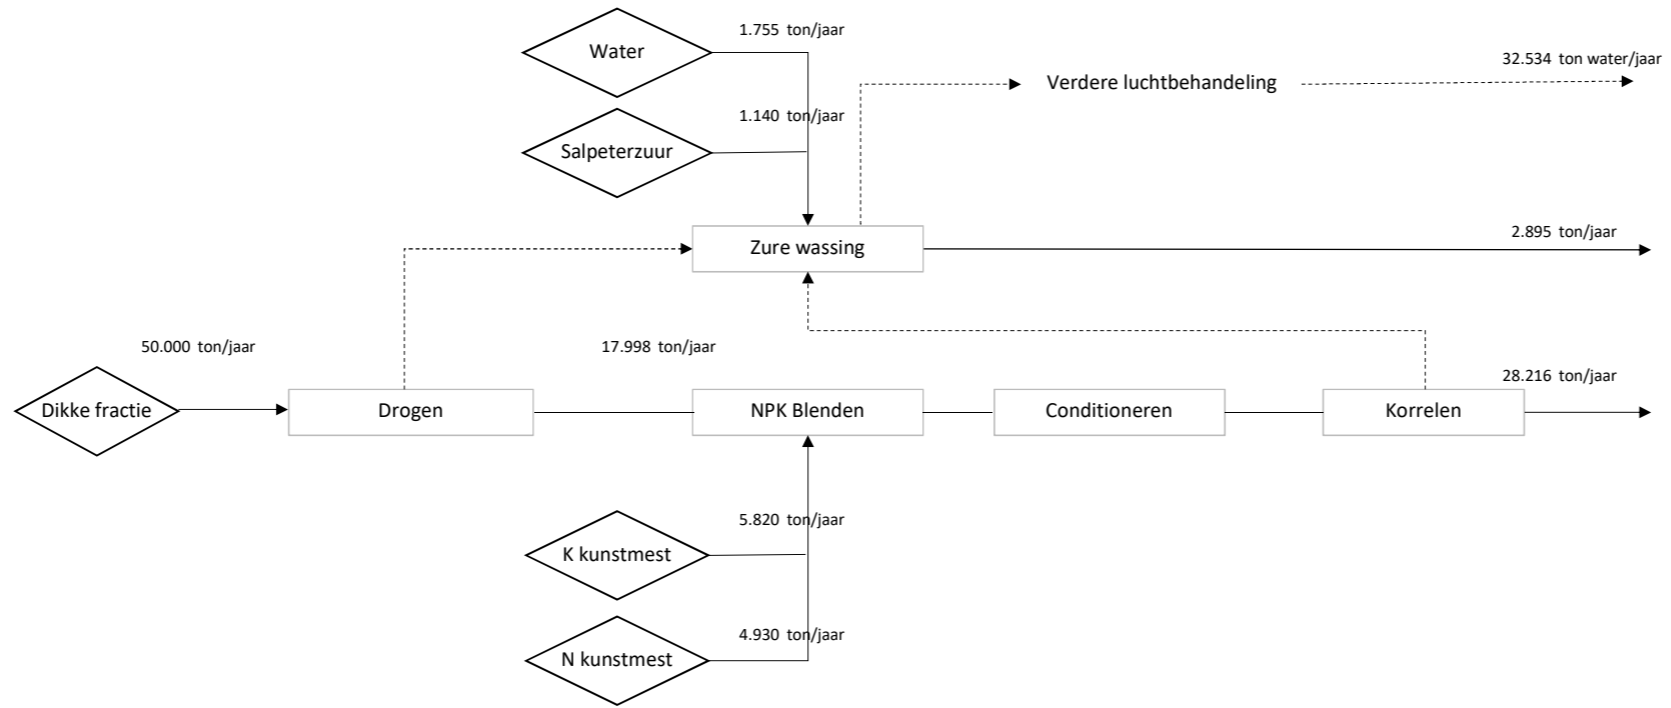 1.755 ton/jaar
Water
32.534 ton water/jaar
Verdere luchtbehandeling
1.140 ton/jaar
Salpeterzuur
Zure wassing
2.895 ton/jaar
50.000 ton/jaar
17.998 ton/jaar
28.216 ton/jaar
Dikke fractie
Drogen
NPK Blenden
Conditioneren
Korrelen
5.820 ton/jaar
K kunstmest
4.930 ton/jaar
N kunstmest